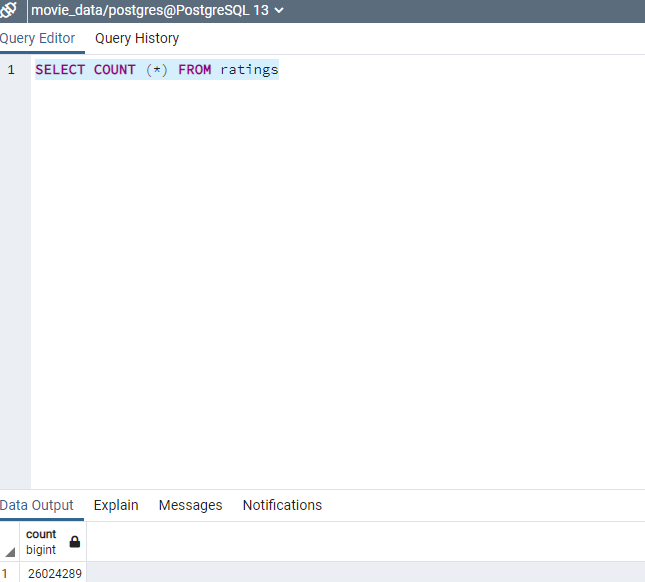 movie_data/postgres@PostgreSQL 13
Query Editor Query History
1 SELECT COUNT (*) FROM ratings
Data Output Explain Messages Notifications
count
bigint
1 26024289